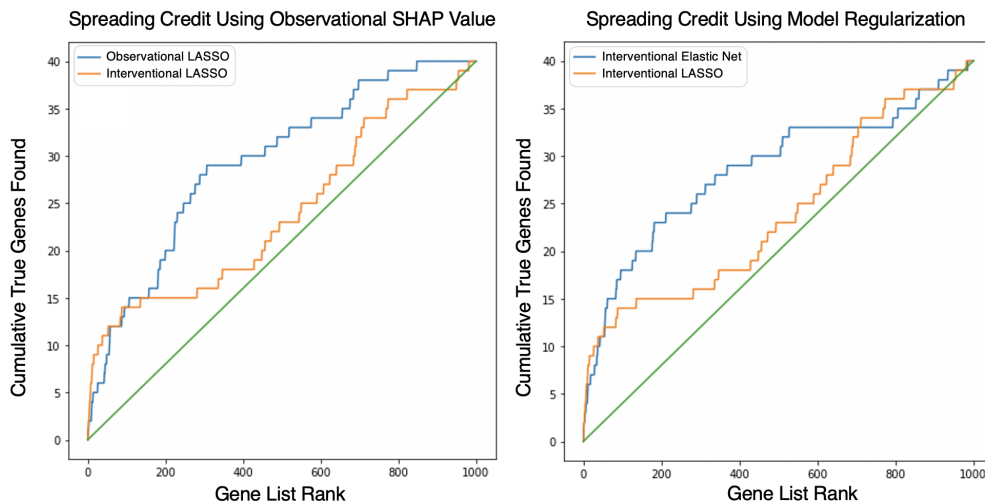 Spreading Credit Using Observational SHAP Value
Observational LASSO
Interventional LASSO
Cumulative True Genes Found
40
35
30
25
20
15
10
5
0
0 200 400 600 800 1000
Gene List Rank
Spreading Credit Using Model Regularization
Interventional Elastic Net
Interventional LASSO
Cumulative True Genes Found
40
35
30
25
20
15
10
5
0
0 200 400 600 800 1000
Gene List Rank